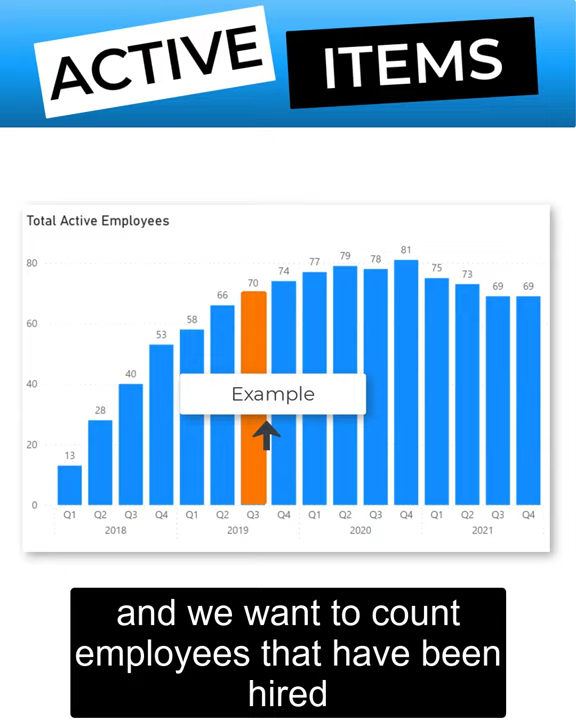 ACTIVE ITEMS
Total Active Employees
80
60
40
20
0
13
28
40
53
58
66
70
74
77
79
78
81
75
73
69
69
Example
Q1 Q2 Q3 Q4 Q1 Q2 Q3 Q4 Q1 Q2 Q3 Q4 Q1 Q2 Q3 Q4
2018 2019 2020 2021
and we want to count
employees that have been
hired